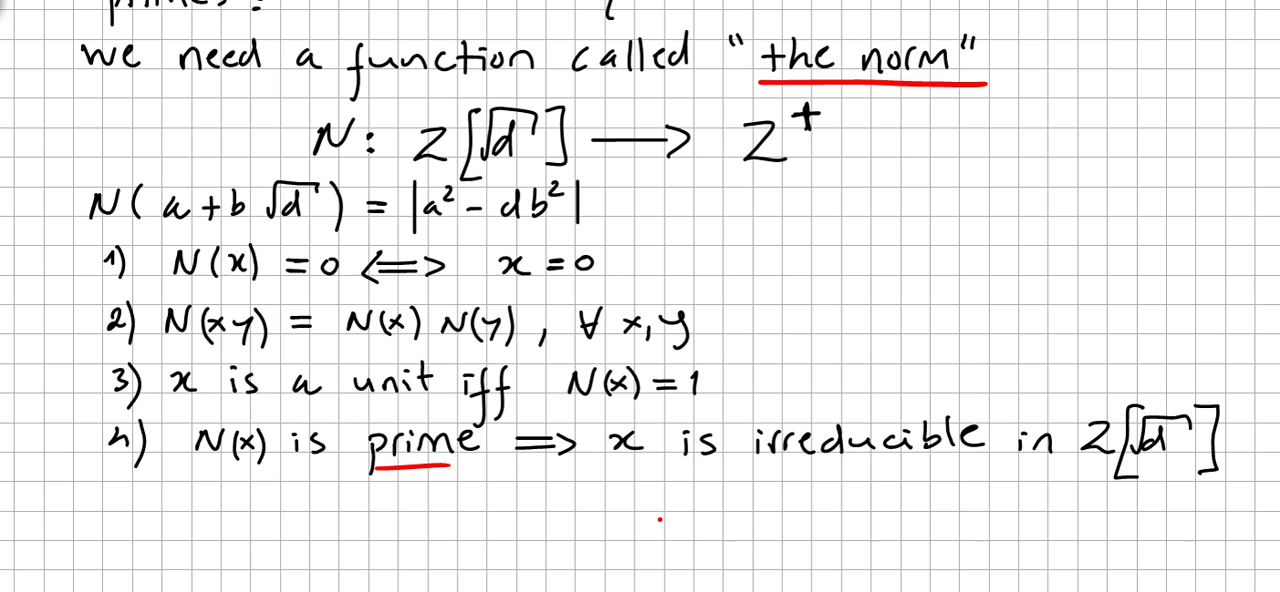 primes.
we need a function called "the norm"
N: Z[√d] → Z⁺
N(a+b√d) = |a² - db²|
1) N(x) = 0 ⟺ x = 0
2) N(xy) = N(x) N(y), ∀ x,y
3) x is a unit iff N(x) = 1
4) N(x) is prime ⟹ x is irreducible in Z[√d]